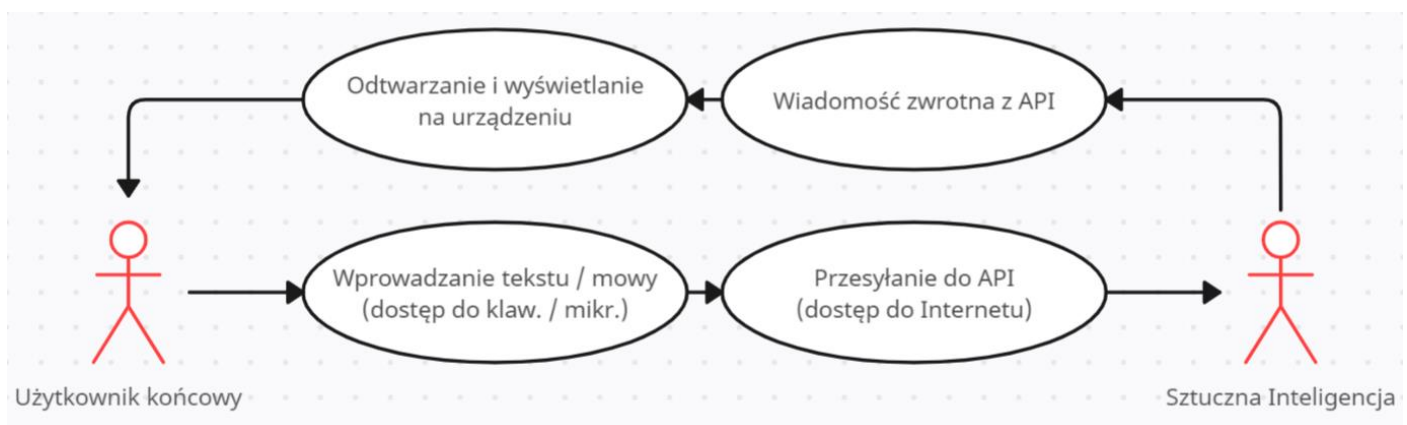 Odtwarzanie i wyświetlanie
na urządzeniu
Wiadomość zwrotna z API
Wprowadzanie tekstu / mowy
(dostęp do klaw. / mikr.)
Przesyłanie do API
(dostęp do Internetu)
Użytkownik końcowy
Sztuczna Inteligencja